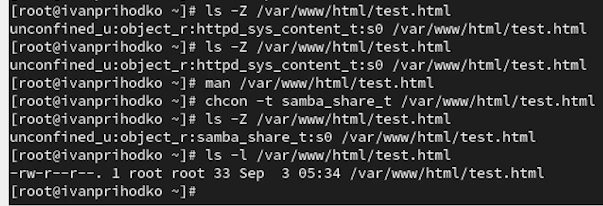 [root@ivanprihodko ~]# ls -Z /var/www/html/test.html
unconfined_u:object_r:httpd_sys_content_t:s0 /var/www/html/test.html
[root@ivanprihodko ~]# ls -Z /var/www/html/test.html
unconfined_u:object_r:httpd_sys_content_t:s0 /var/www/html/test.html
[root@ivanprihodko ~]# man /var/www/html/test.html
[root@ivanprihodko ~]# chcon -t samba_share_t /var/www/html/test.html
[root@ivanprihodko ~]# ls -Z /var/www/html/test.html
unconfined_u:object_r:samba_share_t:s0 /var/www/html/test.html
[root@ivanprihodko ~]# ls -l /var/www/html/test.html
-rw-r--r--. 1 root root 33 Sep  3 05:34 /var/www/html/test.html
[root@ivanprihodko ~]#